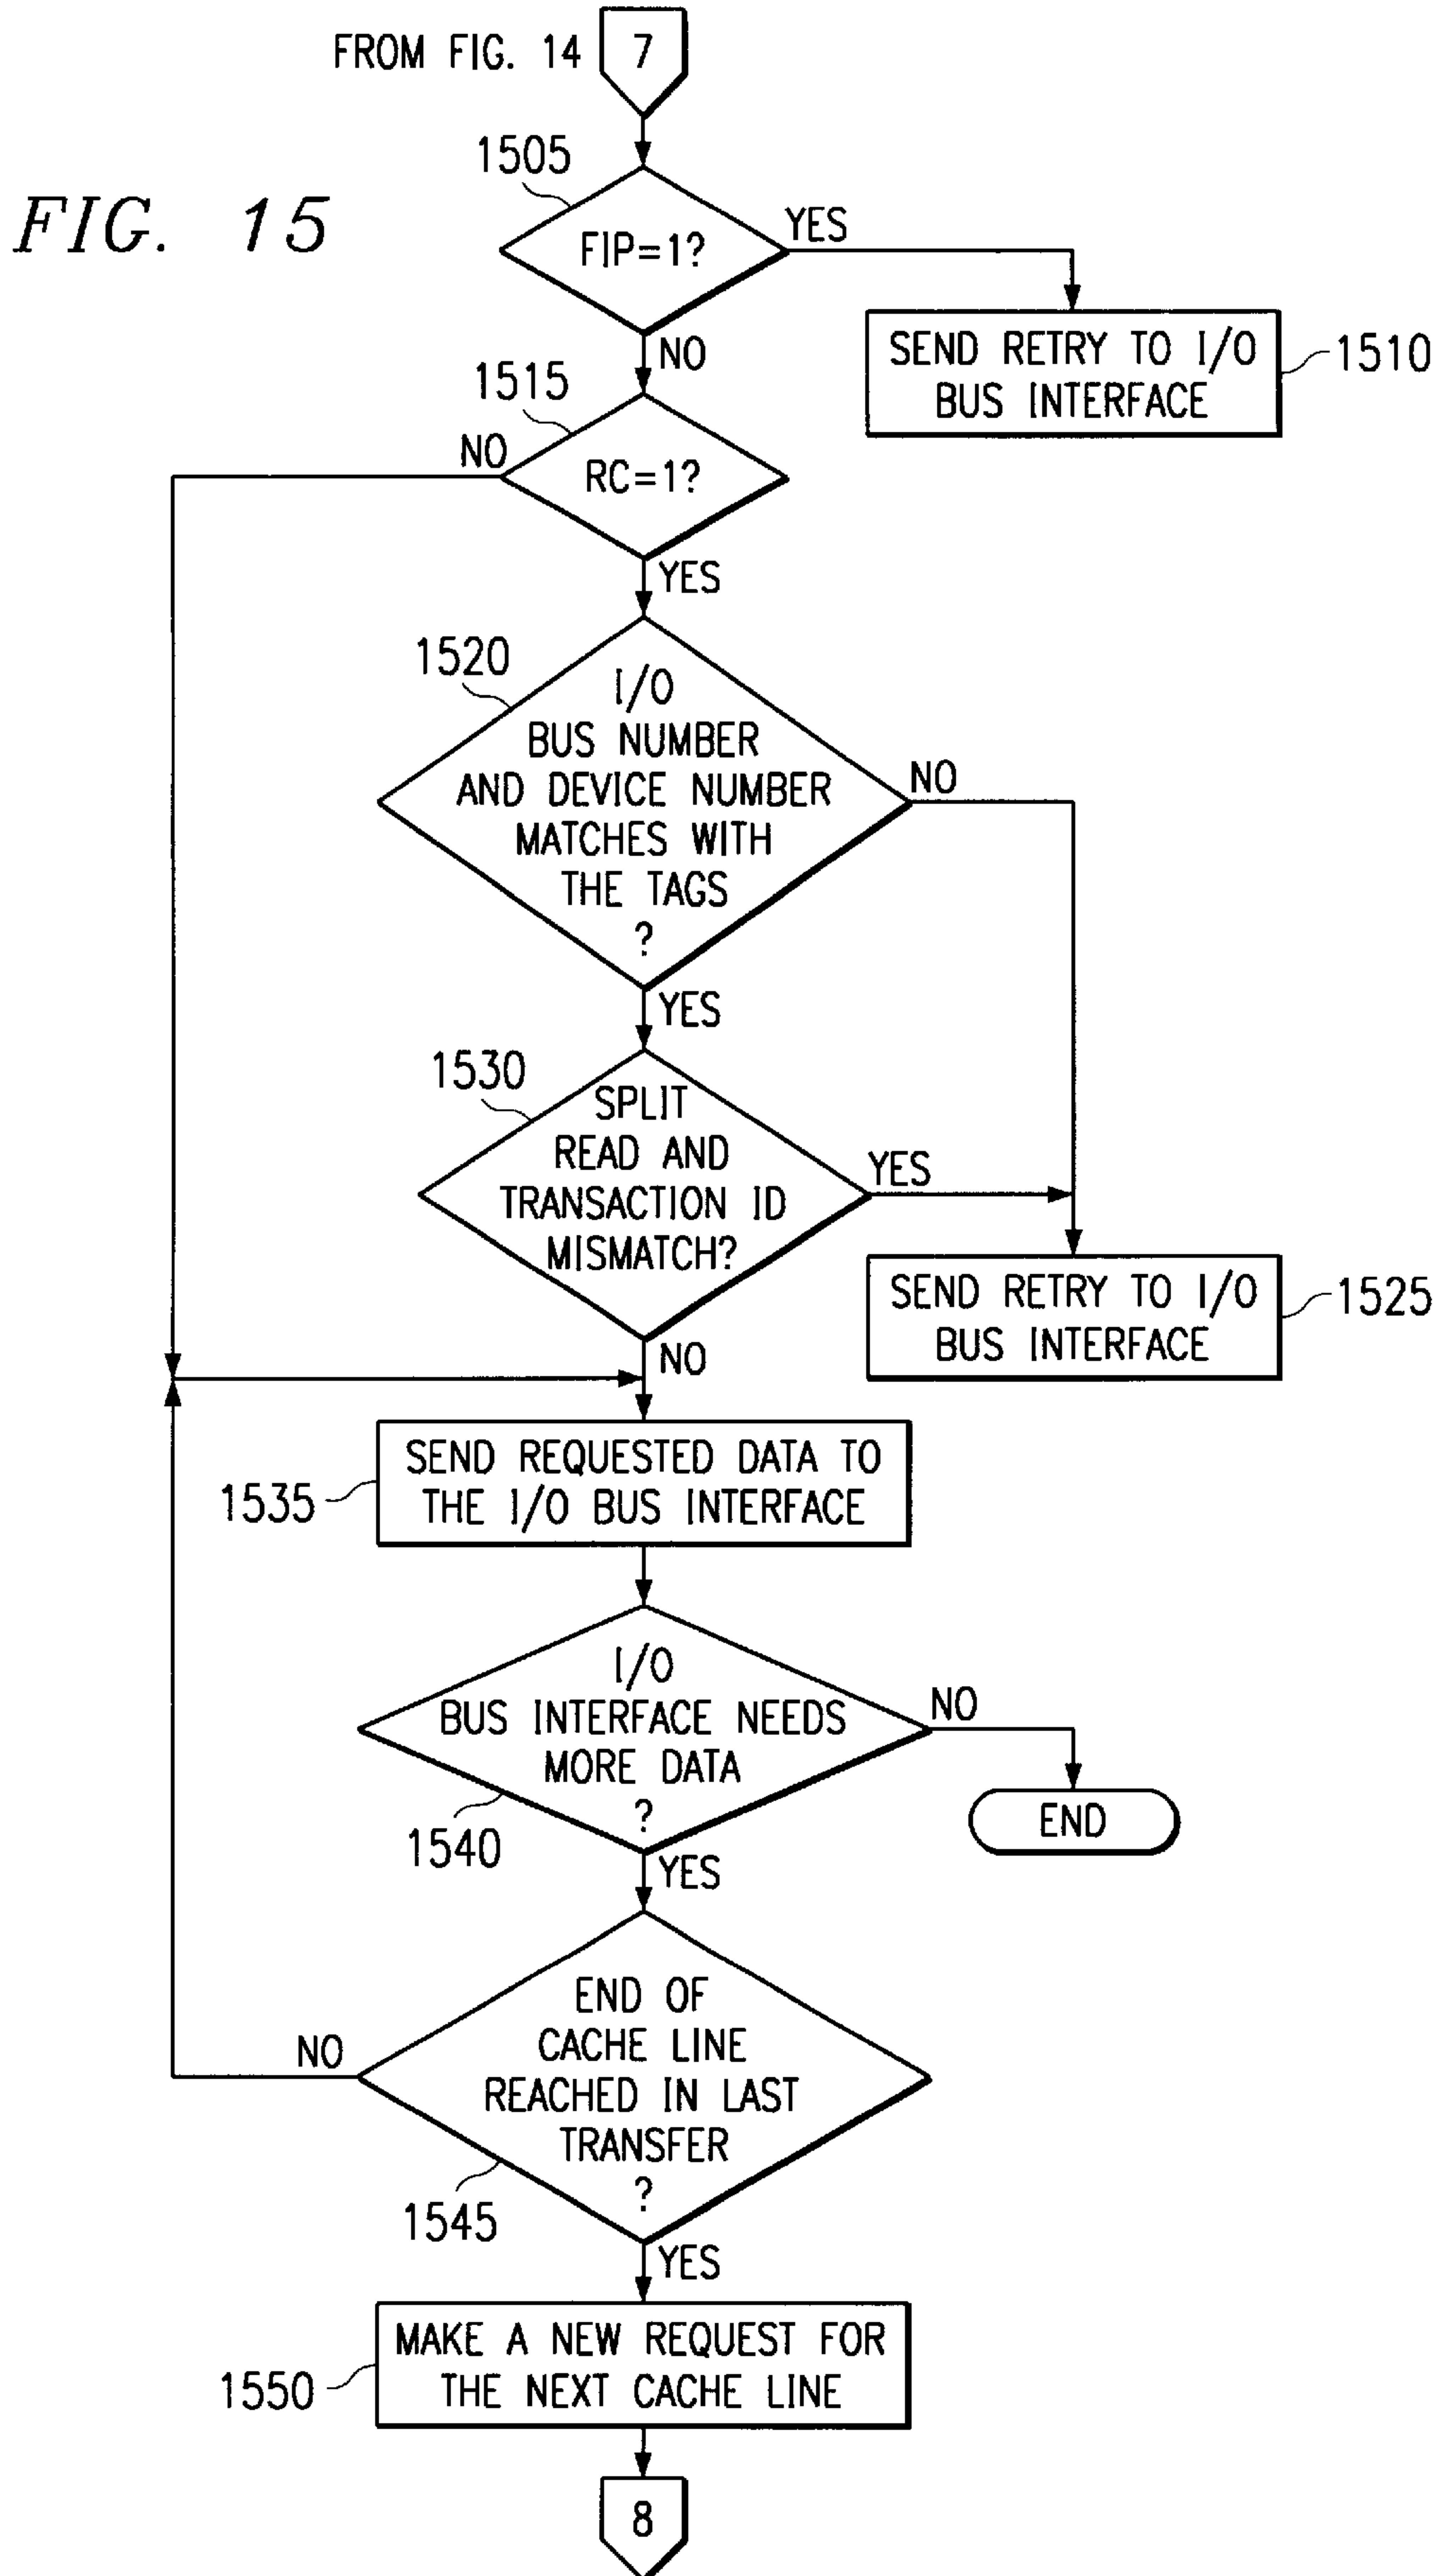 FROM FIG. 14
7
FIG. 15
1505
FIP=1?
YES
SEND RETRY TO I/O
BUS INTERFACE
1510
NO
1515
NO
RC=1?
YES
1520
I/O
BUS NUMBER
AND DEVICE NUMBER
MATCHES WITH
THE TAGS
?
NO
YES
1530
SPLIT
READ AND
TRANSACTION ID
MISMATCH?
YES
SEND RETRY TO I/O
BUS INTERFACE
1525
NO
SEND REQUESTED DATA TO
THE I/O BUS INTERFACE
1535
I/O
BUS INTERFACE NEEDS
MORE DATA
?
NO
END
1540
YES
END OF
CACHE LINE
REACHED IN LAST
TRANSFER
?
NO
1545
YES
MAKE A NEW REQUEST FOR
THE NEXT CACHE LINE
1550
8